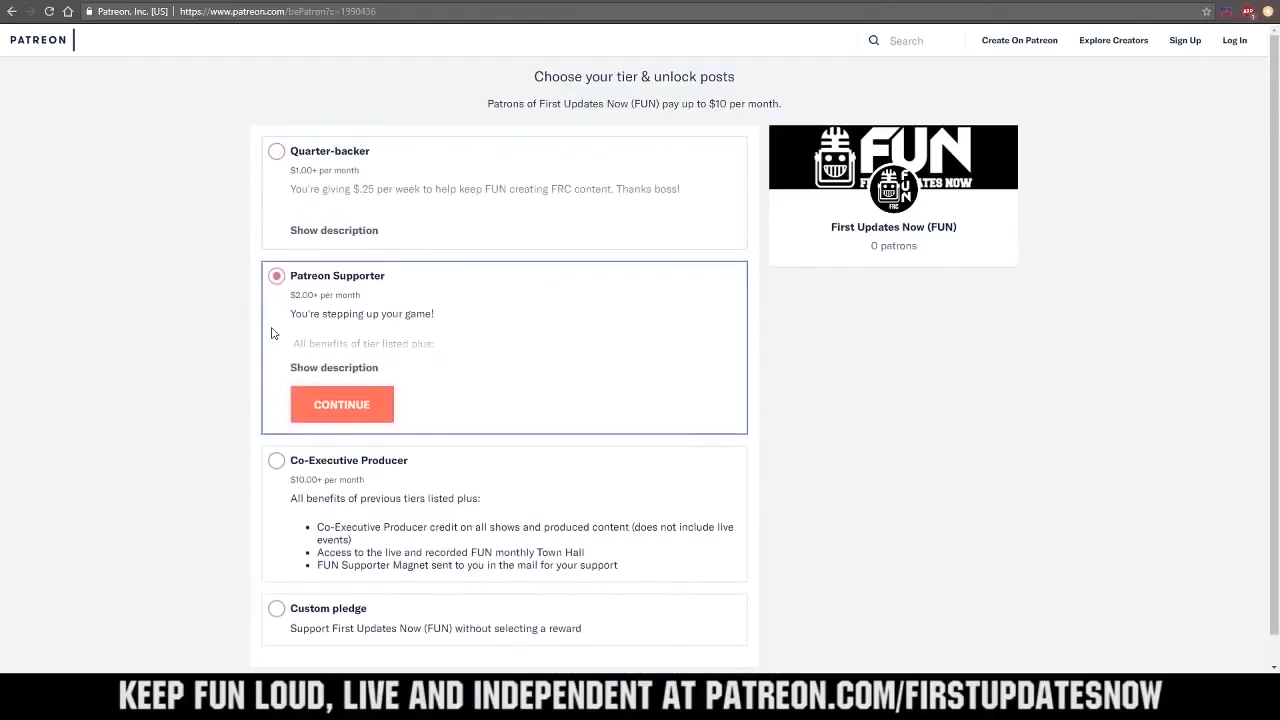 Patreon, Inc. [US] | https://www.patreon.com/bePatron?c=1990436
PATREON
Search
Create On Patreon
Explore Creators
Sign Up
Log In
Choose your tier & unlock posts
Patrons of First Updates Now (FUN) pay up to $10 per month.
Quarter-backer
$1.00+ per month
You're giving $.25 per week to help keep FUN creating FRC content. Thanks boss!
Show description
FUN
FUN
FRC
First Updates Now (FUN)
0 patrons
Patreon Supporter
$2.00+ per month
You're stepping up your game!
All benefits of tier listed plus:
Show description
CONTINUE
Co-Executive Producer
$10.00+ per month
All benefits of previous tiers listed plus:
• Co-Executive Producer credit on all shows and produced content (does not include live
events)
• Access to the live and recorded FUN monthly Town Hall
• FUN Supporter Magnet sent to you in the mail for your support
Custom pledge
Support First Updates Now (FUN) without selecting a reward
KEEP FUN LOUD, LIVE AND INDEPENDENT AT PATREON.COM/FIRSTUPDATESNOW